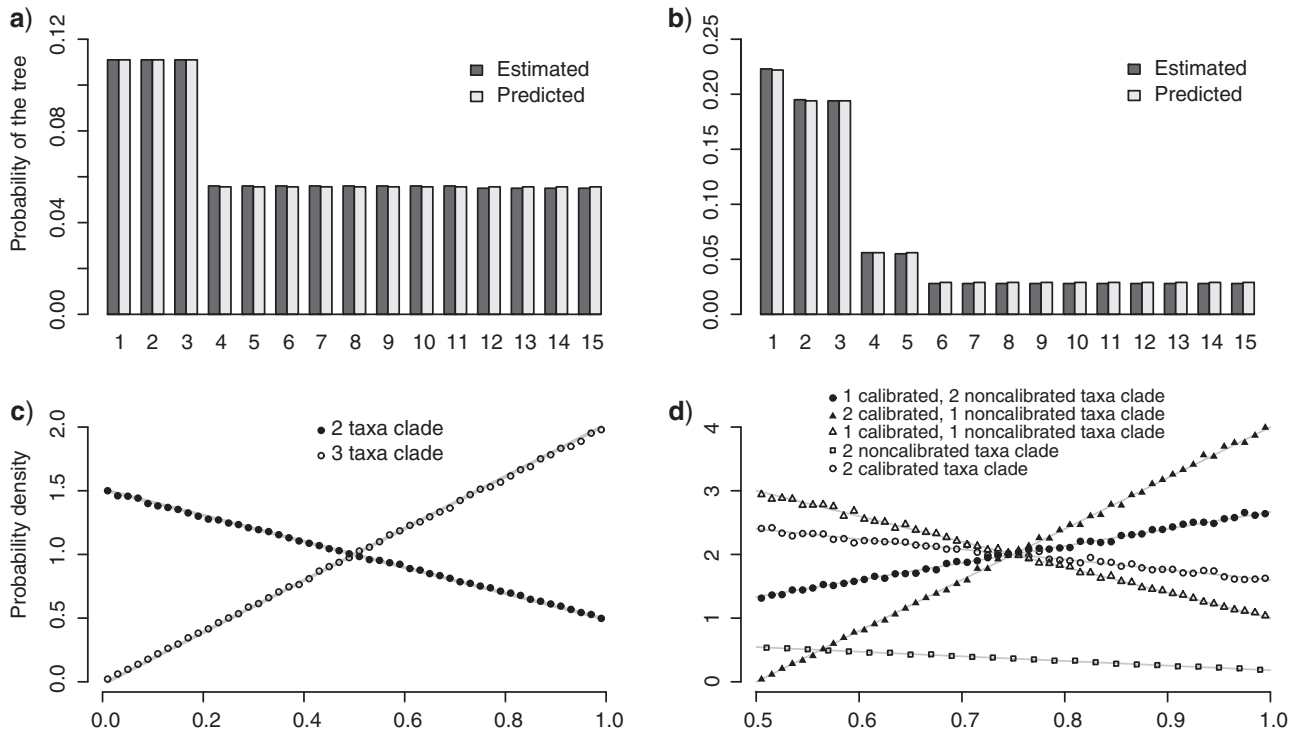 a)
Probability of the tree
0.12
0.08
0.04
0.00
Estimated
Predicted
1 2 3 4 5 6 7 8 9 10 11 12 13 14 15
b)
0.25
0.20
0.15
0.10
0.05
0.00
Estimated
Predicted
1 2 3 4 5 6 7 8 9 10 11 12 13 14 15
c)
Probability density
2.0
1.5
1.0
0.5
0.0
2 taxa clade
3 taxa clade
0.0 0.2 0.4 0.6 0.8 1.0
d)
1 calibrated, 2 noncalibrated taxa clade
2 calibrated, 1 noncalibrated taxa clade
1 calibrated, 1 noncalibrated taxa clade
2 noncalibrated taxa clade
2 calibrated taxa clade
4
3
2
1
0
0.5 0.6 0.7 0.8 0.9 1.0